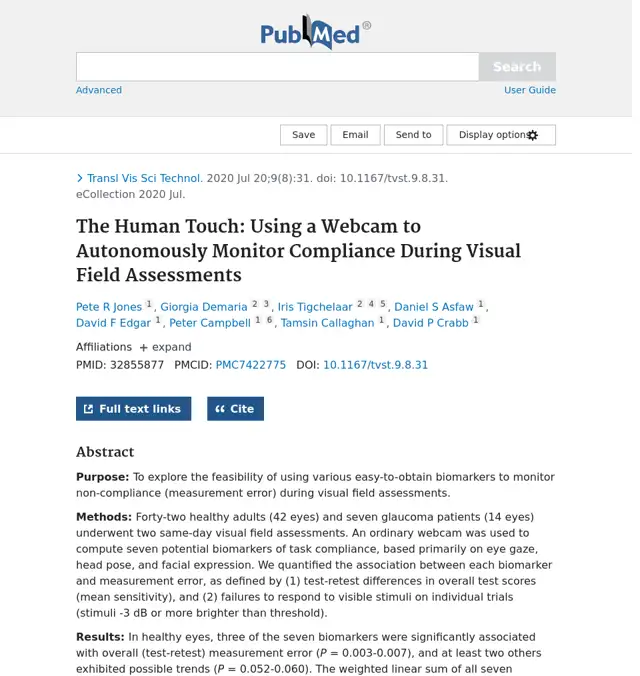 PubMed®
Search
Advanced User Guide
Save Email Send to Display options
Transl Vis Sci Technol. 2020 Jul 20;9(8):31. doi: 10.1167/tvst.9.8.31.
eCollection 2020 Jul.
The Human Touch: Using a Webcam to
Autonomously Monitor Compliance During Visual
Field Assessments
Pete R Jones 1, Giorgia Demaria 2 3, Iris Tigchelaar 2 4 5, Daniel S Asfaw 1,
David F Edgar 1, Peter Campbell 1 6, Tamsin Callaghan 1, David P Crabb 1
Affiliations + expand
PMID: 32855877 PMCID: PMC7422775 DOI: 10.1167/tvst.9.8.31
Full text links Cite
Abstract
Purpose: To explore the feasibility of using various easy-to-obtain biomarkers to monitor
non-compliance (measurement error) during visual field assessments.
Methods: Forty-two healthy adults (42 eyes) and seven glaucoma patients (14 eyes)
underwent two same-day visual field assessments. An ordinary webcam was used to
compute seven potential biomarkers of task compliance, based primarily on eye gaze,
head pose, and facial expression. We quantified the association between each biomarker
and measurement error, as defined by (1) test-retest differences in overall test scores
(mean sensitivity), and (2) failures to respond to visible stimuli on individual trials
(stimuli -3 dB or more brighter than threshold).
Results: In healthy eyes, three of the seven biomarkers were significantly associated
with overall (test-retest) measurement error (P = 0.003-0.007), and at least two others
exhibited possible trends (P = 0.052-0.060). The weighted linear sum of all seven